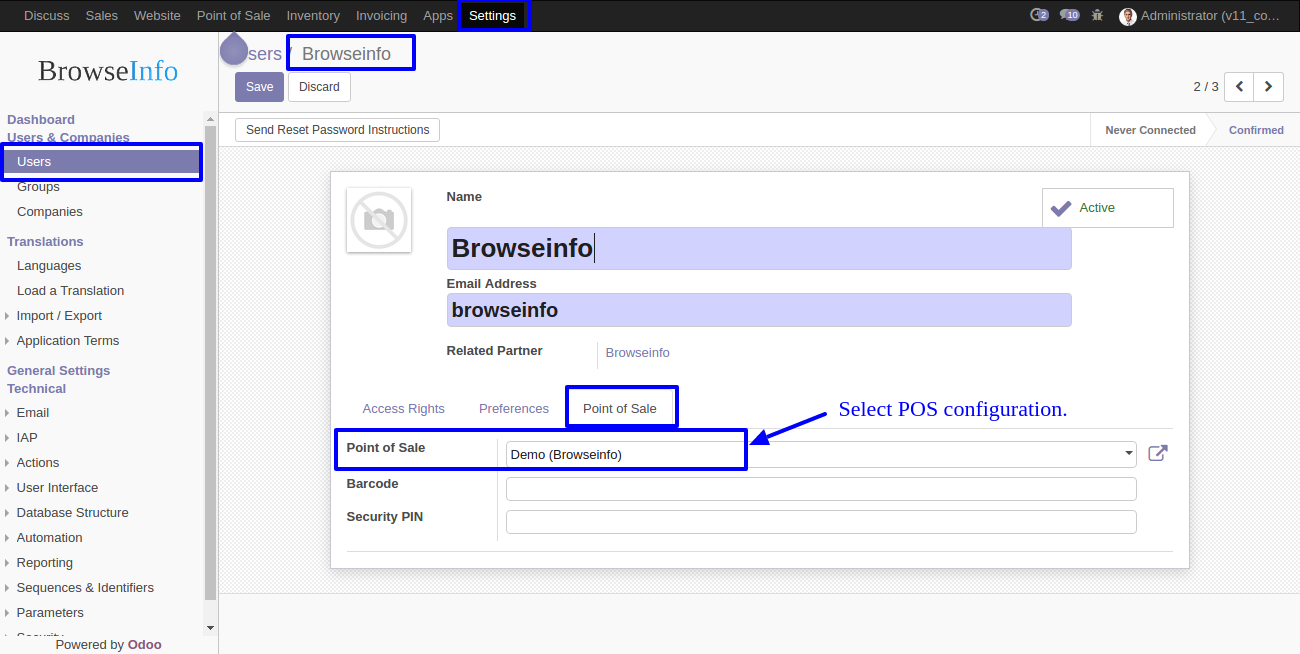 Discuss Sales Website Point of Sale Inventory Invoicing Apps Settings 2 10 Administrator (v11_co...
sers / Browseinfo
BrowseInfo
Save Discard 2 / 3
Send Reset Password Instructions Never Connected Confirmed
Dashboard
Users & Companies
Users
Groups
Companies
Translations
Languages
Load a Translation
Import / Export
Application Terms
General Settings
Technical
Email
IAP
Actions
User Interface
Database Structure
Automation
Reporting
Sequences & Identifiers
Parameters
Security
Powered by Odoo
Name
Active
Browseinfo
Email Address
browseinfo
Related Partner Browseinfo
Access Rights Preferences Point of Sale
Select POS configuration.
Point of Sale Demo (Browseinfo)
Barcode
Security PIN